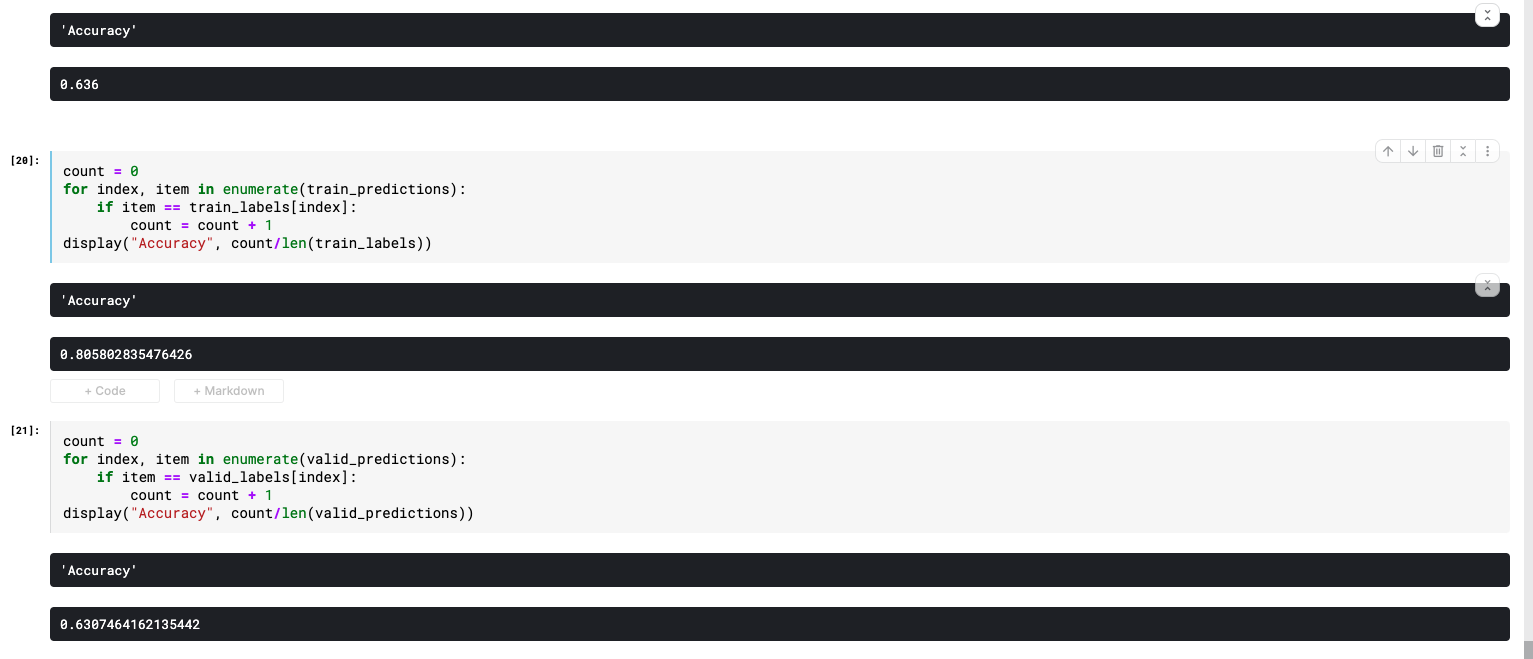 'Accuracy'
0.636
[20]:
count = 0
for index, item in enumerate(train_predictions):
    if item == train_labels[index]:
        count = count + 1
display("Accuracy", count/len(train_labels))
'Accuracy'
0.805802835476426
+ Code + Markdown
[21]:
count = 0
for index, item in enumerate(valid_predictions):
    if item == valid_labels[index]:
        count = count + 1
display("Accuracy", count/len(valid_predictions))
'Accuracy'
0.6307464162135442